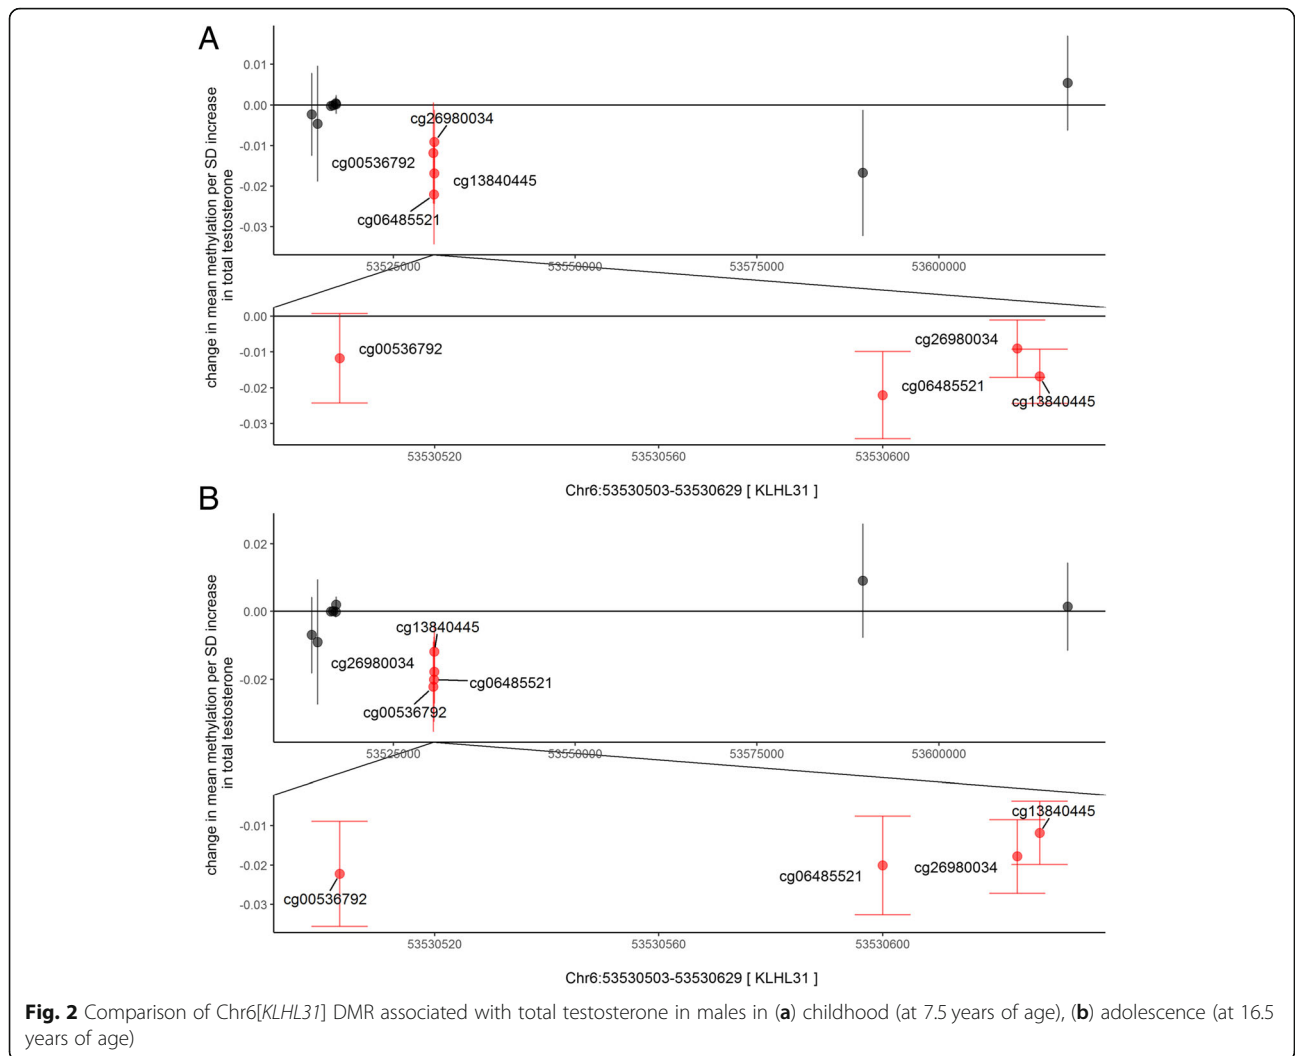 A
change in mean methylation per SD increase
in total testosterone
0.01
0.00
-0.01
-0.02
-0.03
cg26980034
cg00536792
cg13840445
cg06485521
53525000
53550000
53575000
53600000
0.00
-0.01
-0.02
-0.03
cg00536792
cg26980034
cg06485521
cg13840445
53530520
53530560
53530600
Chr6:53530503-53530629 [ KLHL31 ]
B
change in mean methylation per SD increase
in total testosterone
0.02
0.00
-0.02
cg13840445
cg26980034
cg06485521
cg00536792
53525000
53550000
53575000
53600000
-0.01
-0.02
-0.03
cg13840445
cg06485521
cg26980034
cg00536792
53530520
53530560
53530600
Chr6:53530503-53530629 [ KLHL31 ]
Fig. 2 Comparison of Chr6[KLHL31] DMR associated with total testosterone in males in (a) childhood (at 7.5 years of age), (b) adolescence (at 16.5
years of age)